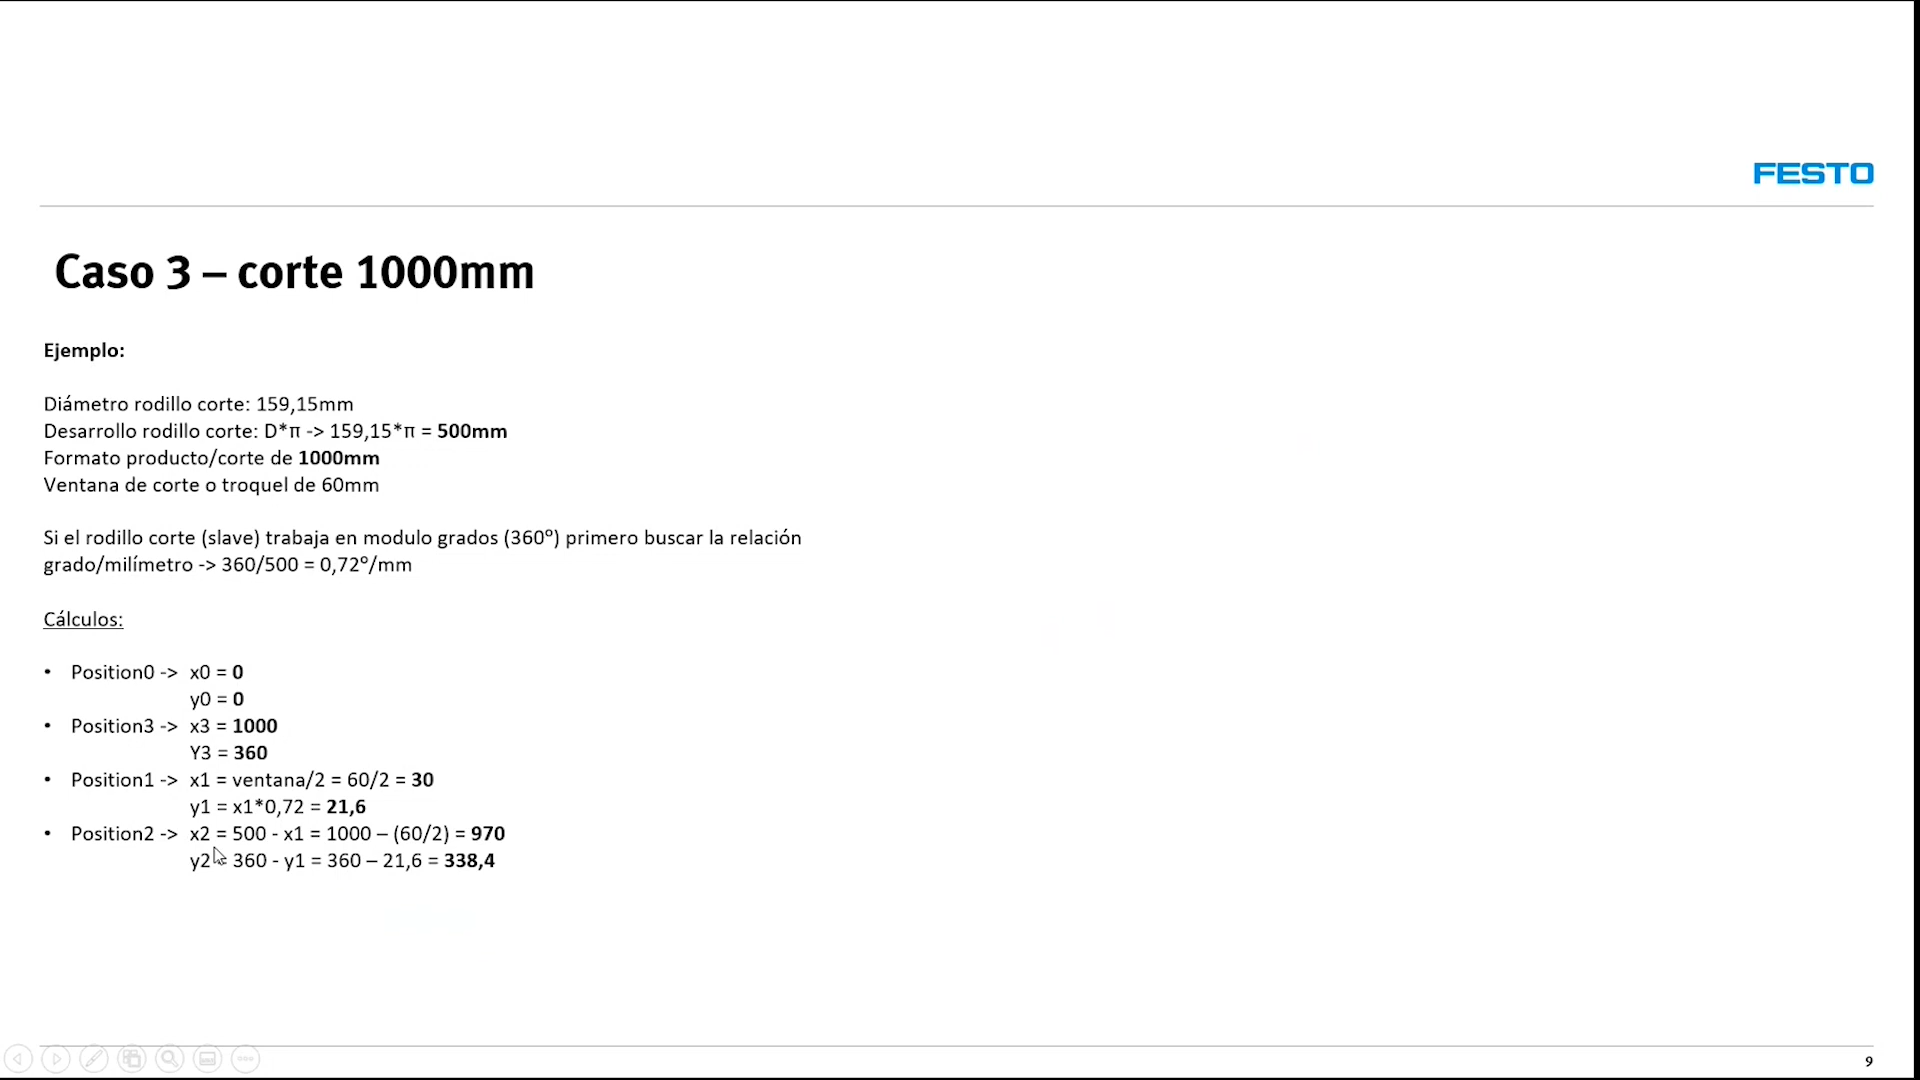 FESTO
Caso 3 – corte 1000mm
Ejemplo:
Diámetro rodillo corte: 159,15mm
Desarrollo rodillo corte: D*π -> 159,15*π = 500mm
Formato producto/corte de 1000mm
Ventana de corte o troquel de 60mm
Si el rodillo corte (slave) trabaja en modulo grados (360º) primero buscar la relación
grado/milímetro -> 360/500 = 0,72º/mm
Cálculos:
• Position0 -> x0 = 0
y0 = 0
• Position3 -> x3 = 1000
Y3 = 360
• Position1 -> x1 = ventana/2 = 60/2 = 30
y1 = x1*0,72 = 21,6
• Position2 -> x2 = 500 - x1 = 1000 – (60/2) = 970
y2 = 360 - y1 = 360 – 21,6 = 338,4
9